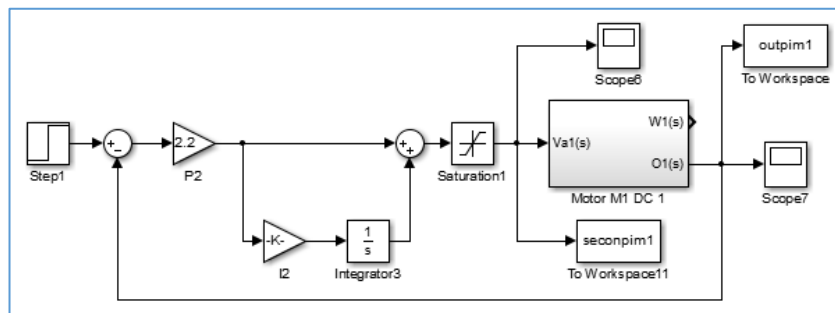 outpim1
To Workspace
Scope6
Step1
+
−
2.2
P2
+
+
Saturation1
Va1(s)
W1(s)
O1(s)
Motor M1 DC 1
Scope7
-K-
I2
1
s
Integrator3
seconpim1
To Workspace11